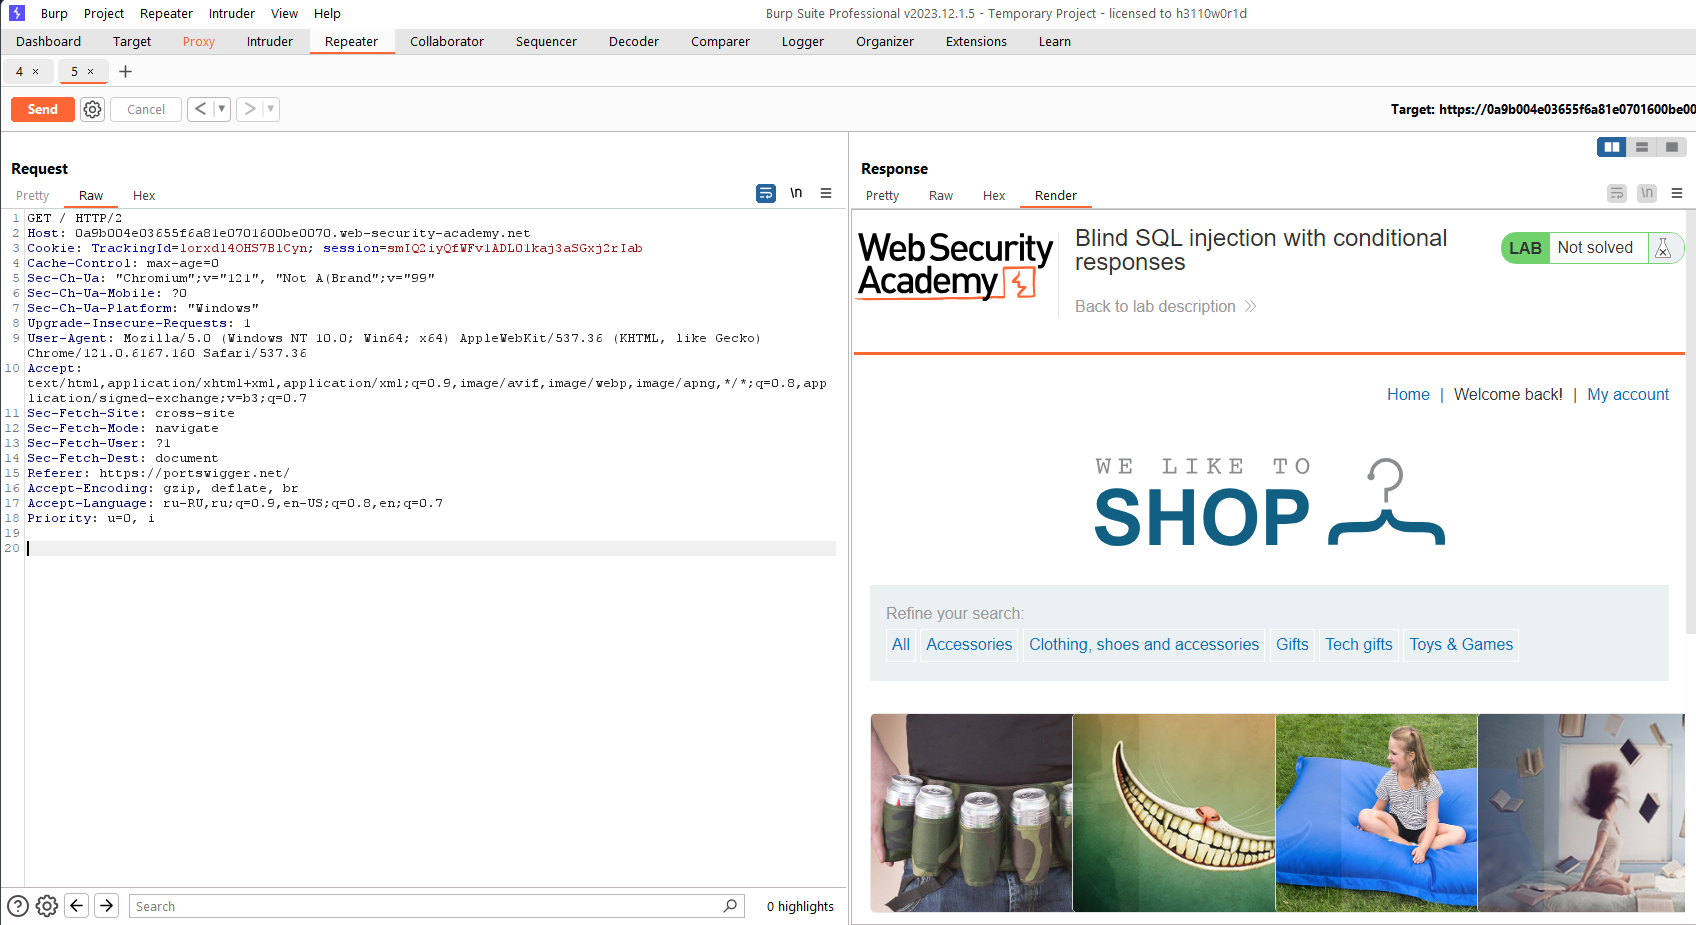 Burp Project Repeater Intruder View Help
Burp Suite Professional v2023.12.1.5 - Temporary Project - licensed to h3110w0r1d
Dashboard Target Proxy Intruder Repeater Collaborator Sequencer Decoder Comparer Logger Organizer Extensions Learn
4 × 5 × +
Send Cancel < >
Target: https://0a9b004e03655f6a81e0701600be00
Request
Pretty Raw Hex
\n
1 GET / HTTP/2
2 Host: 0a9b004e03655f6a81e0701600be0070.web-security-academy.net
3 Cookie: TrackingId=lorxdl4OHS7BlCyn; session=smIQ2iyQfWFv1ADLO1kaj3aSGxj2rIab
4 Cache-Control: max-age=0
5 Sec-Ch-Ua: "Chromium";v="121", "Not A(Brand";v="99"
6 Sec-Ch-Ua-Mobile: ?0
7 Sec-Ch-Ua-Platform: "Windows"
8 Upgrade-Insecure-Requests: 1
9 User-Agent: Mozilla/5.0 (Windows NT 10.0; Win64; x64) AppleWebKit/537.36 (KHTML, like Gecko)
Chrome/121.0.6167.160 Safari/537.36
10 Accept:
text/html,application/xhtml+xml,application/xml;q=0.9,image/avif,image/webp,image/apng,*/*;q=0.8,app
lication/signed-exchange;v=b3;q=0.7
11 Sec-Fetch-Site: cross-site
12 Sec-Fetch-Mode: navigate
13 Sec-Fetch-User: ?1
14 Sec-Fetch-Dest: document
15 Referer: https://portswigger.net/
16 Accept-Encoding: gzip, deflate, br
17 Accept-Language: ru-RU,ru;q=0.9,en-US;q=0.8,en;q=0.7
18 Priority: u=0, i
19
20
Search
0 highlights
Response
Pretty Raw Hex Render
\n
Web Security
Academy
Blind SQL injection with conditional
responses
Back to lab description
LAB Not solved
Home | Welcome back! | My account
WE LIKE TO
SHOP
Refine your search:
All Accessories Clothing, shoes and accessories Gifts Tech gifts Toys & Games